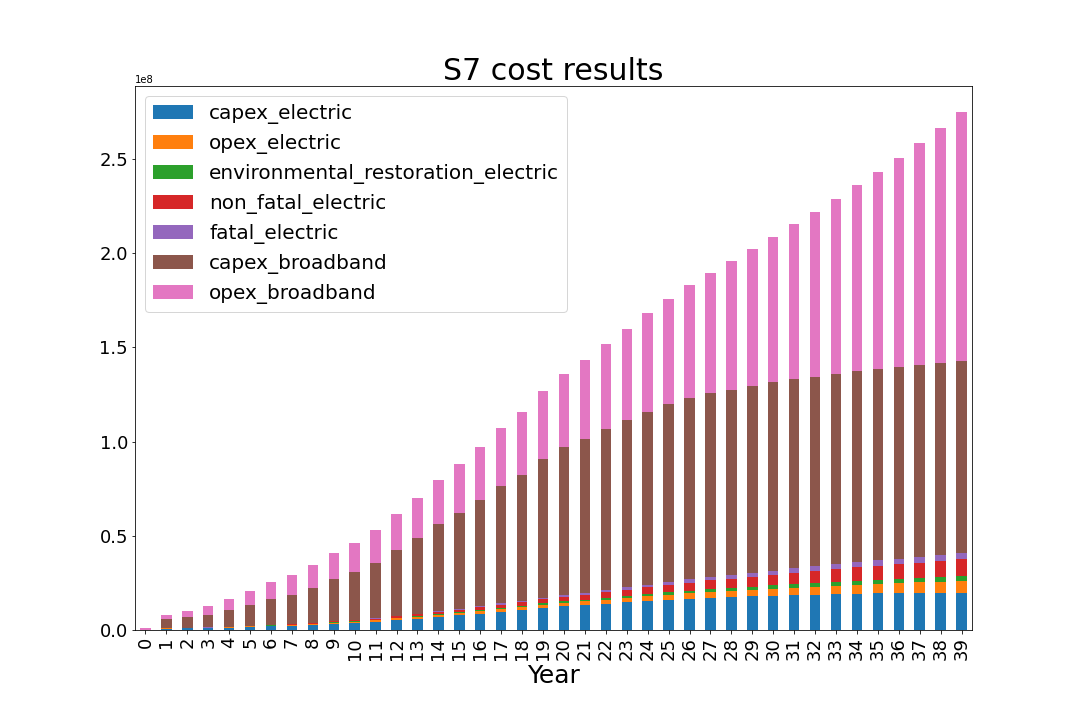 S7 cost results
1e8
capex_electric
opex_electric
environmental_restoration_electric
non_fatal_electric
fatal_electric
capex_broadband
opex_broadband
2.5
2.0
1.5
1.0
0.5
0.0
0 1 2 3 4 5 6 7 8 9 10 11 12 13 14 15 16 17 18 19 20 21 22 23 24 25 26 27 28 29 30 31 32 33 34 35 36 37 38 39
Year